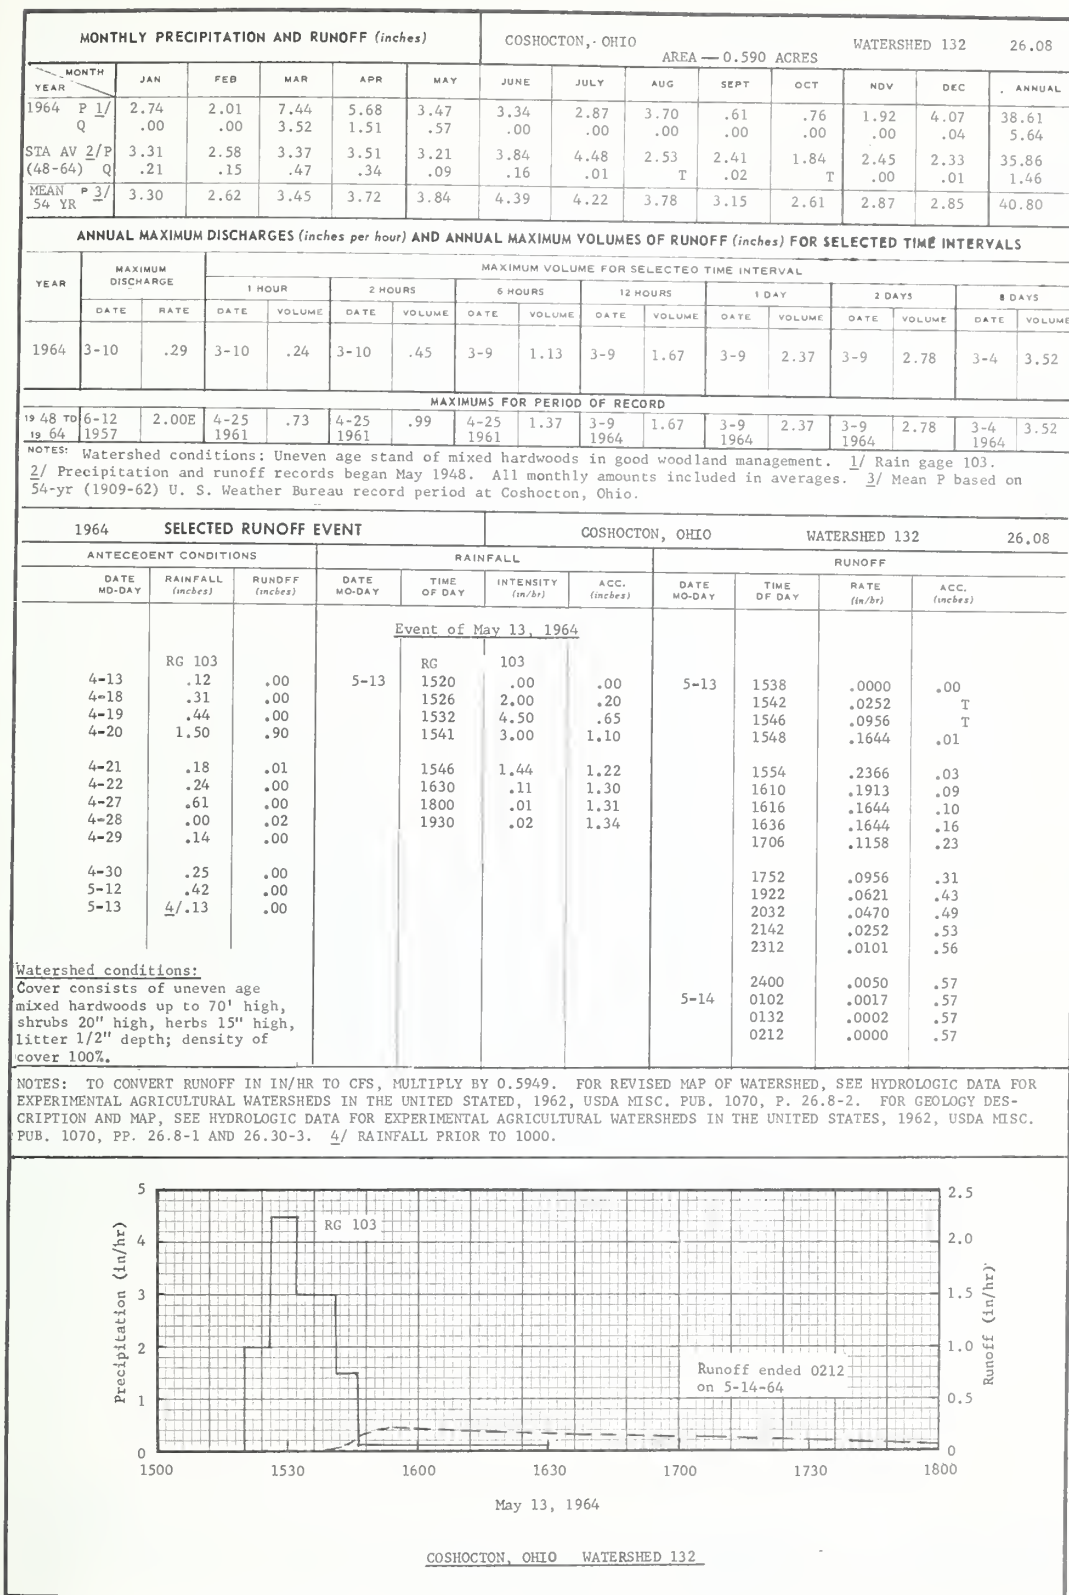 MONTHLY PRECIPITATION AND RUNOFF (inches) COSHOCTON, OHIO AREA — 0.590 ACRES WATERSHED 132 26.08
MONTH YEAR JAN FEB MAR APR MAY JUNE JULY AUG SEPT OCT NOV DEC ANNUAL
1964 P 1/ 2.74 2.01 7.44 5.68 3.47 3.34 2.87 3.70 .61 .76 1.92 4.07 38.61
Q .00 .00 3.52 1.51 .57 .00 .00 .00 .00 .00 .00 .04 5.64
STA AV 2/P 3.31 2.58 3.37 3.51 3.21 3.84 4.48 2.53 2.41 1.84 2.45 2.33 35.86
(48-64) Q .21 .15 .47 .34 .09 .16 .01 T .02 T .00 .01 1.46
MEAN P 3/ 54 YR 3.30 2.62 3.45 3.72 3.84 4.39 4.22 3.78 3.15 2.61 2.87 2.85 40.80
ANNUAL MAXIMUM DISCHARGES (inches per hour) AND ANNUAL MAXIMUM VOLUMES OF RUNOFF (inches) FOR SELECTED TIME INTERVALS
YEAR MAXIMUM DISCHARGE MAXIMUM VOLUME FOR SELECTED TIME INTERVAL
1 HOUR 2 HOURS 6 HOURS 12 HOURS 1 DAY 2 DAYS 8 DAYS
DATE RATE DATE VOLUME DATE VOLUME DATE VOLUME DATE VOLUME DATE VOLUME DATE VOLUME DATE VOLUME
1964 3-10 .29 3-10 .24 3-10 .45 3-9 1.13 3-9 1.67 3-9 2.37 3-9 2.78 3-4 3.52
MAXIMUMS FOR PERIOD OF RECORD
19 48 TO 6-12 2.00E 4-25 .73 4-25 .99 4-25 1.37 3-9 1.67 3-9 2.37 3-9 2.78 3-4 3.52
19 64 1957 1961 1961 1961 1964 1964 1964 1964
NOTES: Watershed conditions: Uneven age stand of mixed hardwoods in good woodland management. 1/ Rain gage 103.
2/ Precipitation and runoff records began May 1948. All monthly amounts included in averages. 3/ Mean P based on
54-yr (1909-62) U. S. Weather Bureau record period at Coshocton, Ohio.
1964 SELECTED RUNOFF EVENT COSHOCTON, OHIO WATERSHED 132 26.08
ANTECEDENT CONDITIONS RAINFALL RUNOFF
DATE MO-DAY RAINFALL (inches) RUNOFF (inches) DATE MO-DAY TIME OF DAY INTENSITY (in/hr) ACC. (inches) DATE MO-DAY TIME OF DAY RATE (in/hr) ACC. (inches)
Event of May 13, 1964
RG 103 RG 103
4-13 .12 .00 5-13 1520 .00 .00 5-13 1538 .0000 .00
4-18 .31 .00 1526 2.00 .20 1542 .0252 T
4-19 .44 .00 1532 4.50 .65 1546 .0956 T
4-20 1.50 .90 1541 3.00 1.10 1548 .1644 .01
4-21 .18 .01 1546 1.44 1.22 1554 .2366 .03
4-22 .24 .00 1630 .11 1.30 1610 .1913 .09
4-27 .61 .00 1800 .01 1.31 1616 .1644 .10
4-28 .00 .02 1930 .02 1.34 1636 .1644 .16
4-29 .14 .00 1706 .1158 .23
4-30 .25 .00 1752 .0956 .31
5-12 .42 .00 1922 .0621 .43
5-13 4/.13 .00 2032 .0470 .49
2142 .0252 .53
2312 .0101 .56
2400 .0050 .57
5-14 0102 .0017 .57
0132 .0002 .57
0212 .0000 .57
Watershed conditions:
Cover consists of uneven age
mixed hardwoods up to 70' high,
shrubs 20" high, herbs 15" high,
litter 1/2" depth; density of
cover 100%.
NOTES: TO CONVERT RUNOFF IN IN/HR TO CFS, MULTIPLY BY 0.5949. FOR REVISED MAP OF WATERSHED, SEE HYDROLOGIC DATA FOR
EXPERIMENTAL AGRICULTURAL WATERSHEDS IN THE UNITED STATED, 1962, USDA MISC. PUB. 1070, P. 26.8-2. FOR GEOLOGY DES-
CRIPTION AND MAP, SEE HYDROLOGIC DATA FOR EXPERIMENTAL AGRICULTURAL WATERSHEDS IN THE UNITED STATES, 1962, USDA MISC.
PUB. 1070, PP. 26.8-1 AND 26.30-3. 4/ RAINFALL PRIOR TO 1000.
Precipitation (in/hr)
5
4
3
2
1
0
RG 103
Runoff ended 0212
on 5-14-64
2.5
2.0
1.5
1.0
0.5
0
Runoff (in/hr)
1500 1530 1600 1630 1700 1730 1800
May 13, 1964
COSHOCTON, OHIO WATERSHED 132